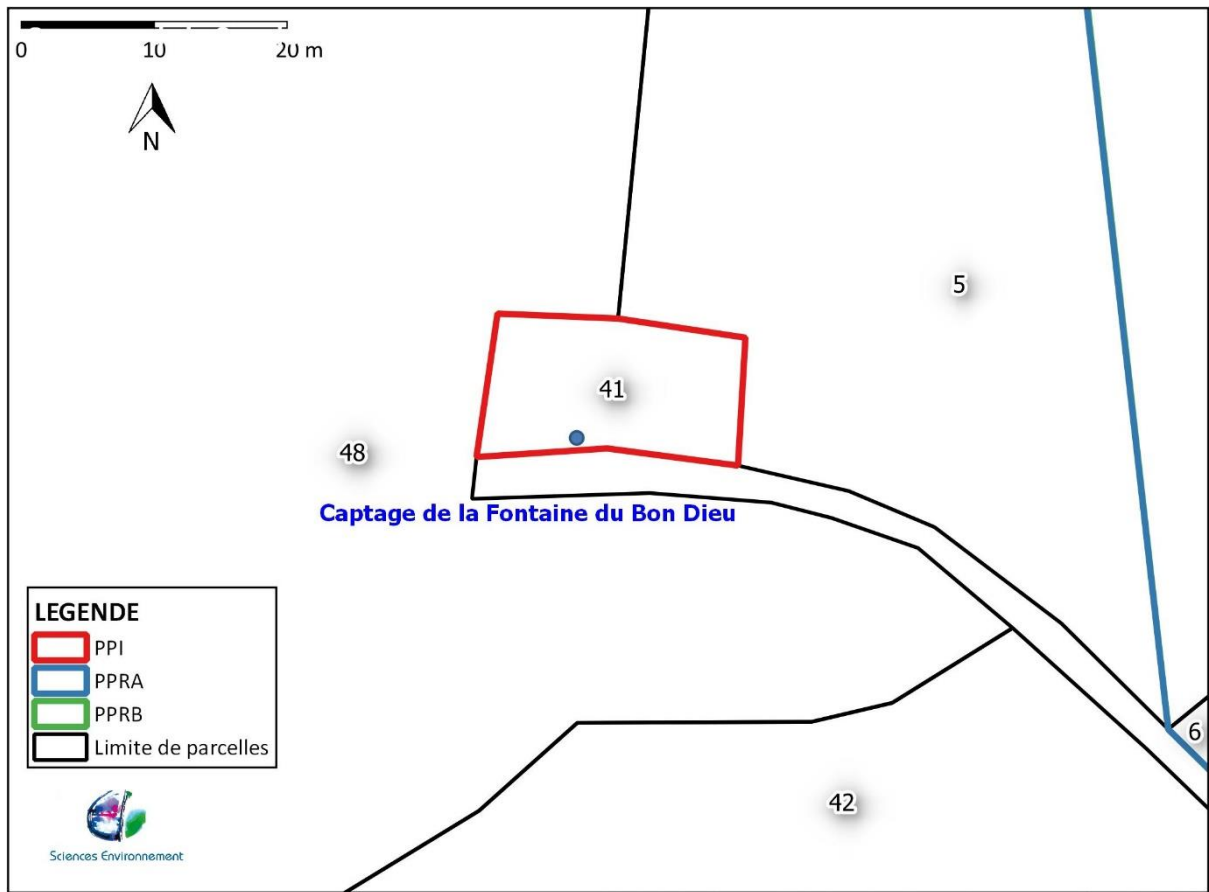 0 10 20 m
N
5
41
48
Captage de la Fontaine du Bon Dieu
LEGENDE
PPI
PPRA
PPRB
Limite de parcelles
6
42
Sciences Environnement